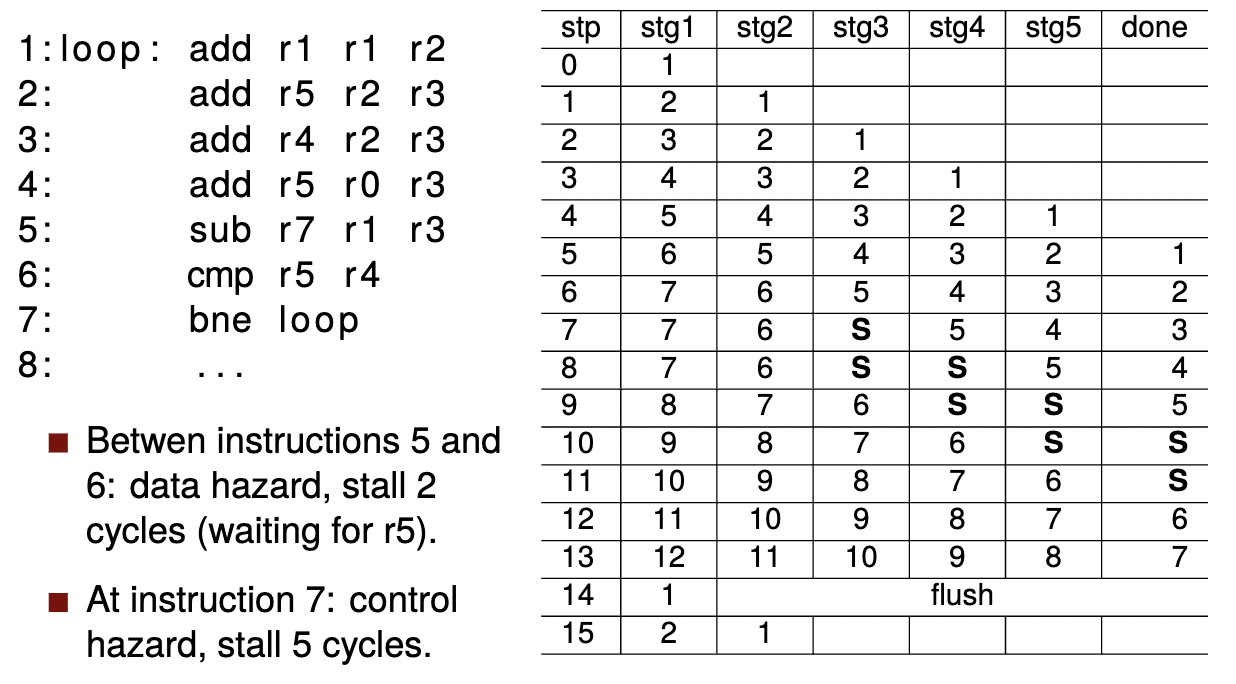 1:loop: add r1 r1 r2
2: add r5 r2 r3
3: add r4 r2 r3
4: add r5 r0 r3
5: sub r7 r1 r3
6: cmp r5 r4
7: bne loop
8: ...
Betwen instructions 5 and
6: data hazard, stall 2
cycles (waiting for r5).
At instruction 7: control
hazard, stall 5 cycles.
stp stg1 stg2 stg3 stg4 stg5 done
0 1
1 2 1
2 3 2 1
3 4 3 2 1
4 5 4 3 2 1
5 6 5 4 3 2 1
6 7 6 5 4 3 2
7 7 6 S 5 4 3
8 7 6 S S 5 4
9 8 7 6 S S 5
10 9 8 7 6 S S
11 10 9 8 7 6 S
12 11 10 9 8 7 6
13 12 11 10 9 8 7
14 1 flush
15 2 1